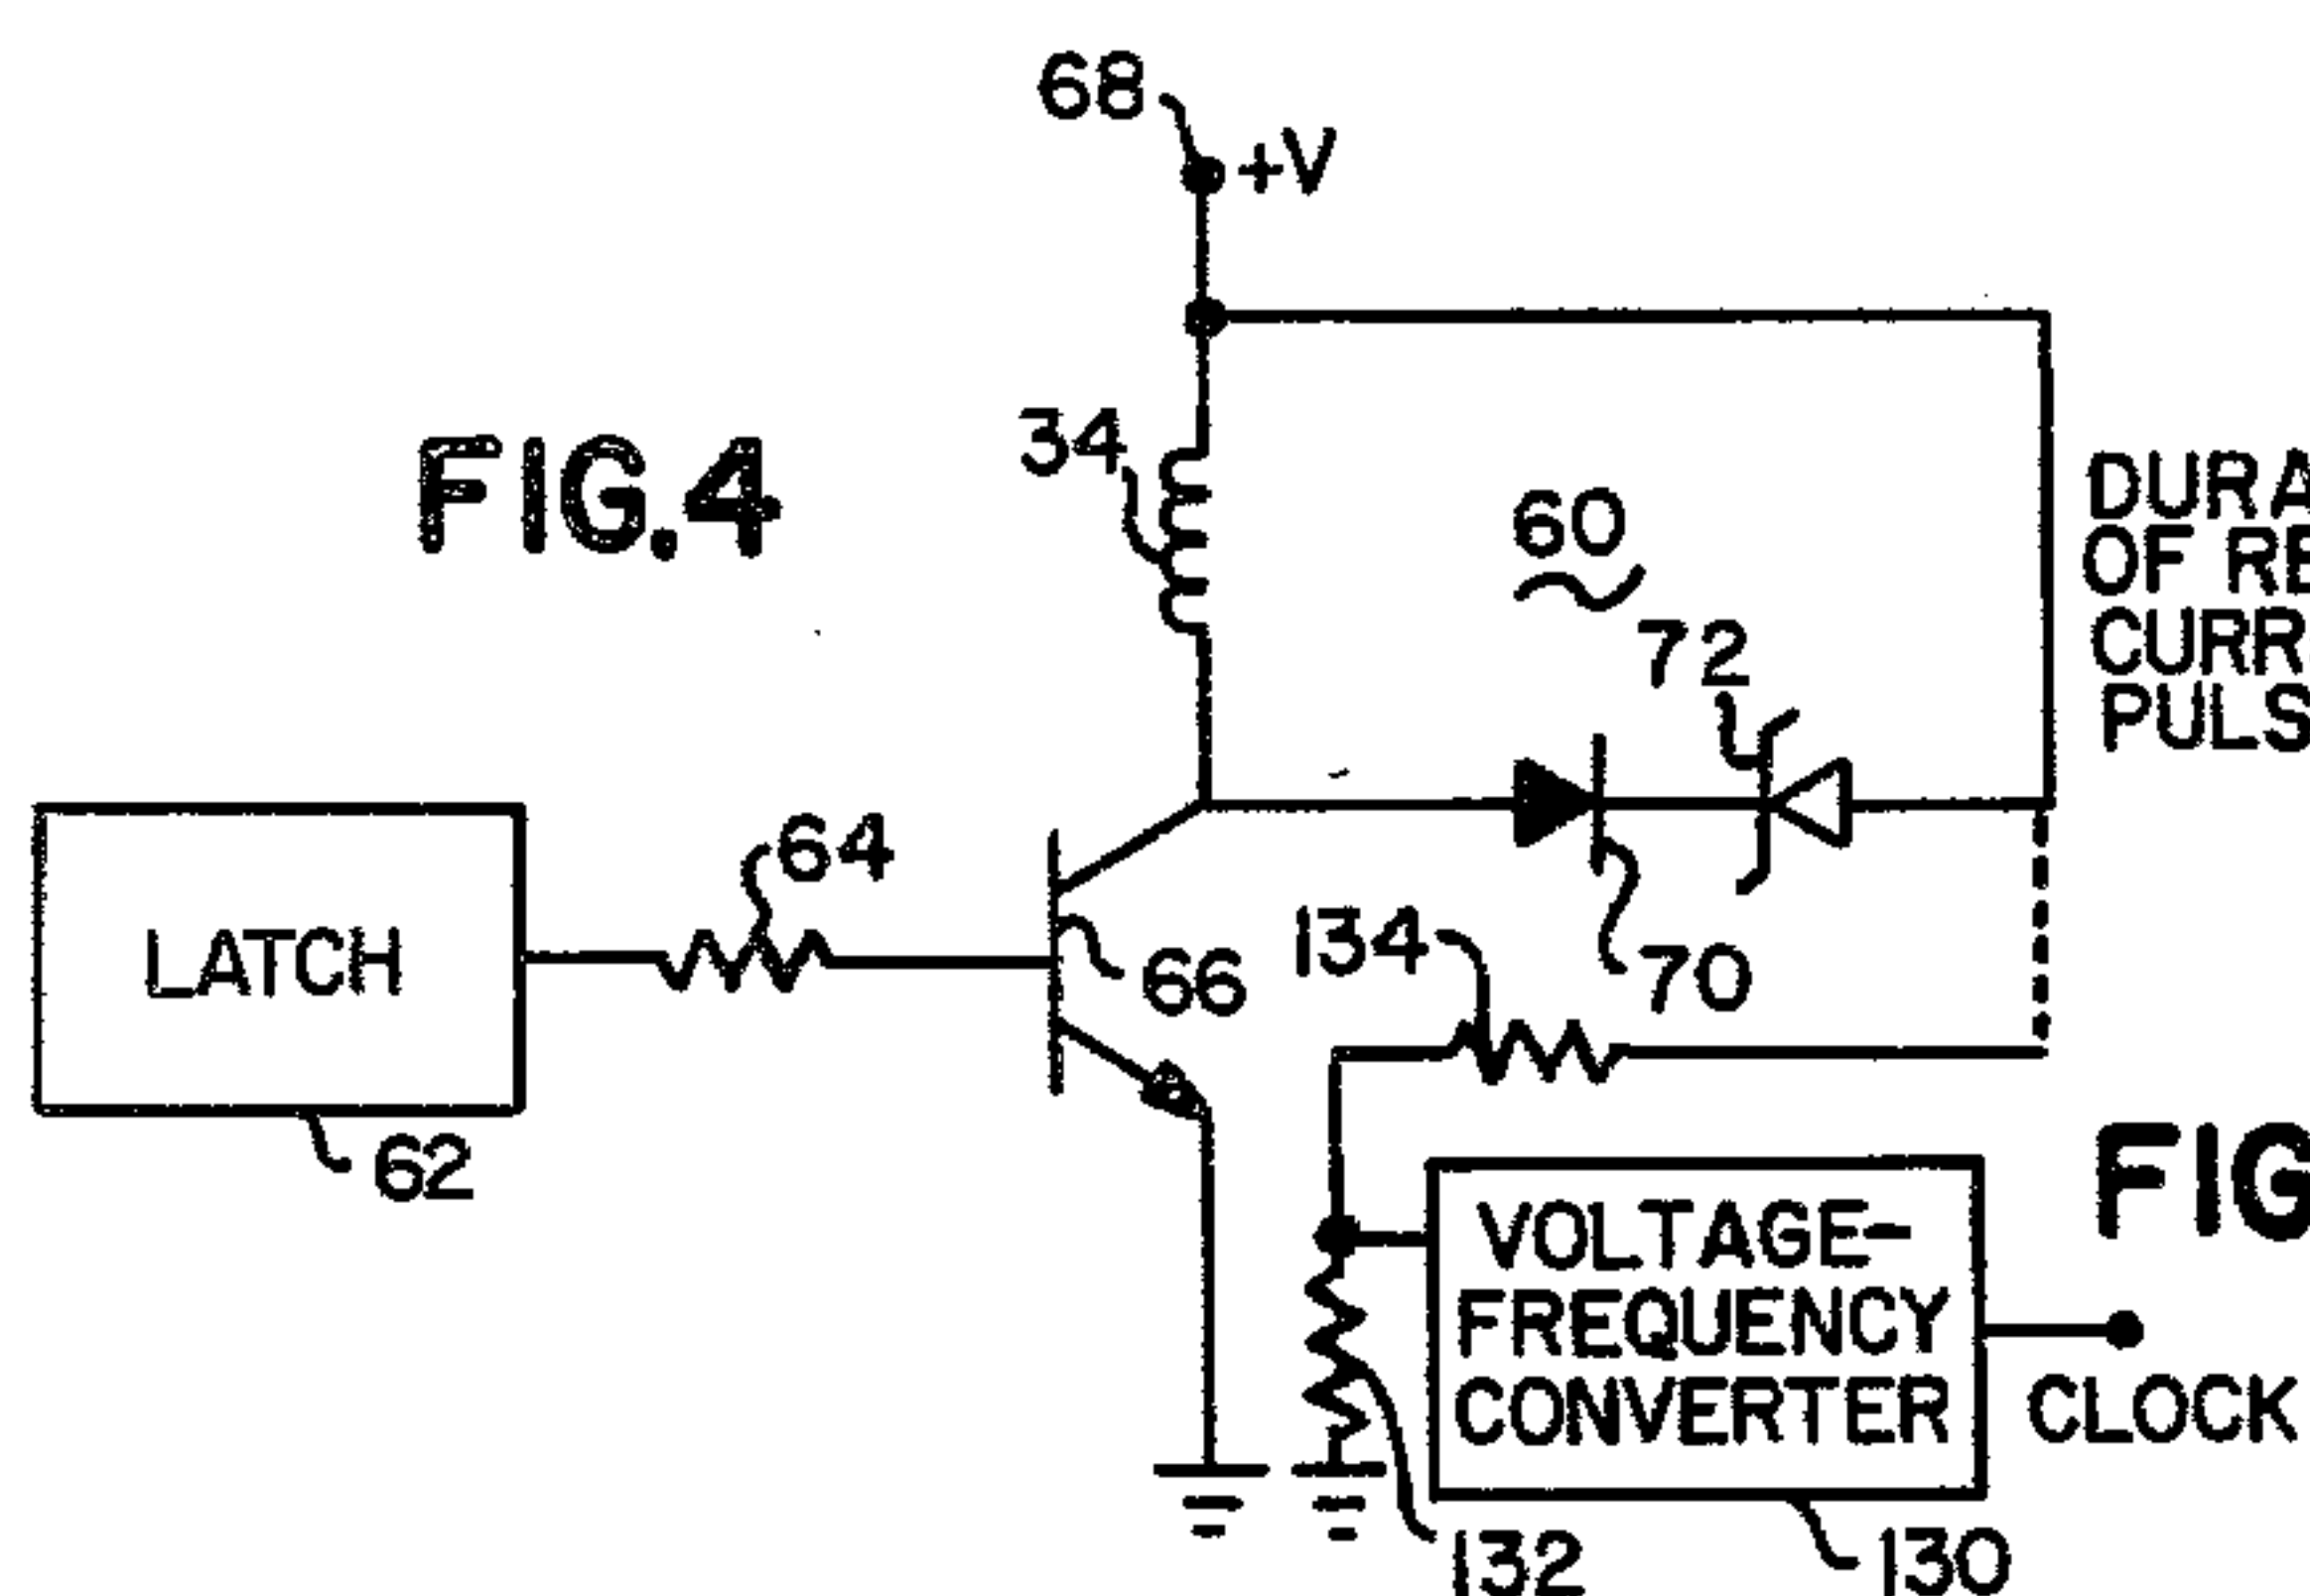 68
+V
34
FIG.4
60
72
DURA
OF RE
CURR
PULS
64
LATCH
66
134
70
62
FIG
VOLTAGE-
FREQUENCY
CONVERTER
CLOCK
132
130